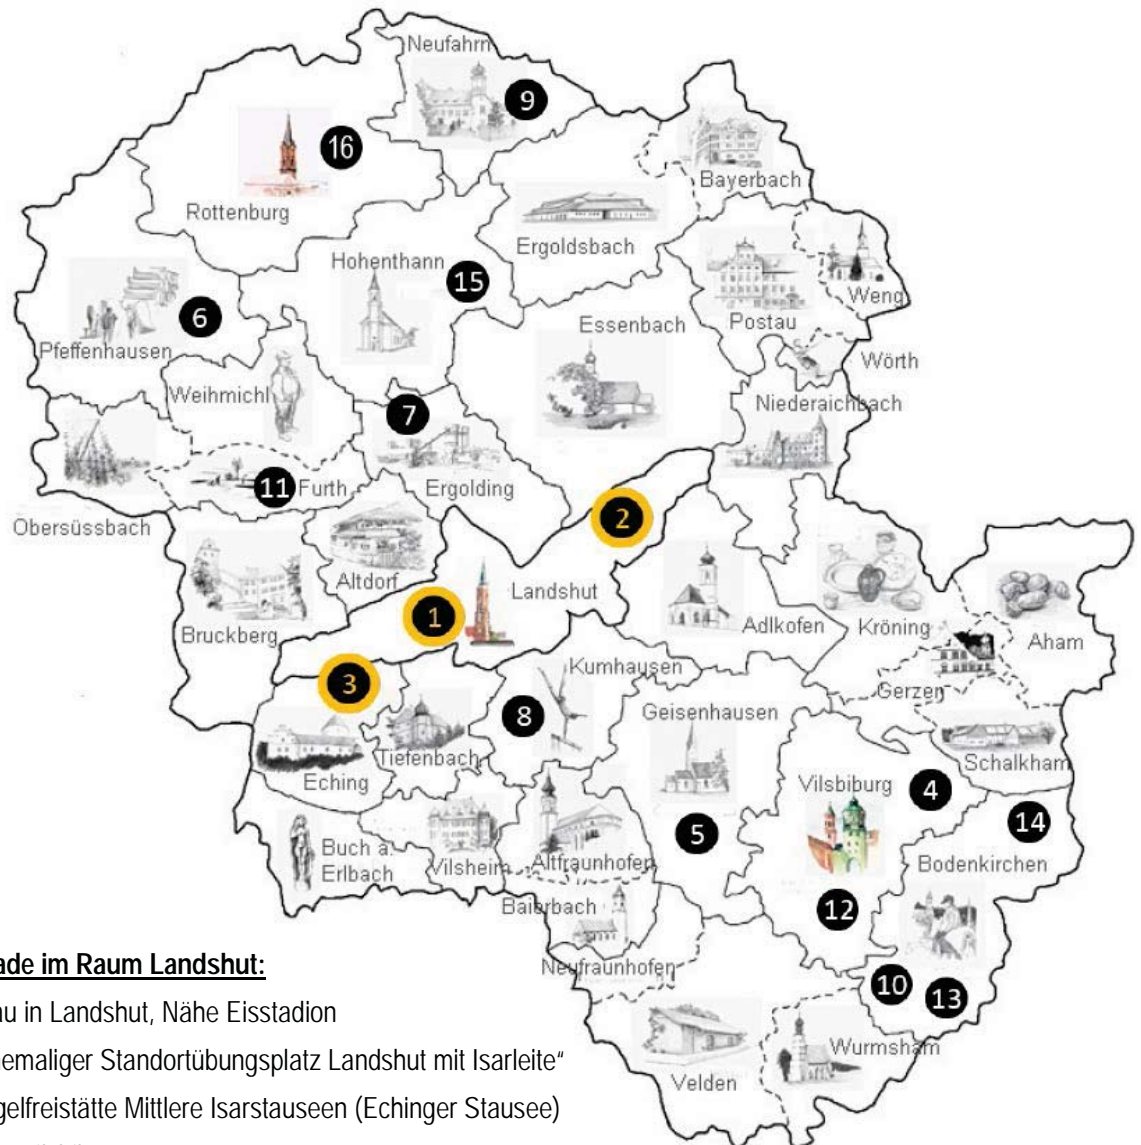 Neufahrn
9
16
Bayerbach
Rottenburg
Ergoldsbach
Hohenthann
15
Weng
6
Essenbach
Postau
Pfeffenhausen
Wörth
Weihmichl
7
Niederaichbach
11
Furth
Ergolding
2
Obersüssbach
Altdorf
Landshut
1
Bruckberg
Adlkofen
Kröning
Aham
Kumhausen
3
Gerzen
8
Geisenhausen
Tiefenbach
Schalkham
Eching
Vilsbiburg
4
5
14
Buch a.
Erlbach
Vilsheim
Altfraunhofen
Bodenkirchen
Baierbach
12
Neufraunhofen
10
13
Wurmsham
Velden
ade im Raum Landshut:
au in Landshut, Nähe Eisstadion
hemaliger Standortübungsplatz Landshut mit Isarleite“
gelfreistätte Mittlere Isarstauseen (Echinger Stausee)